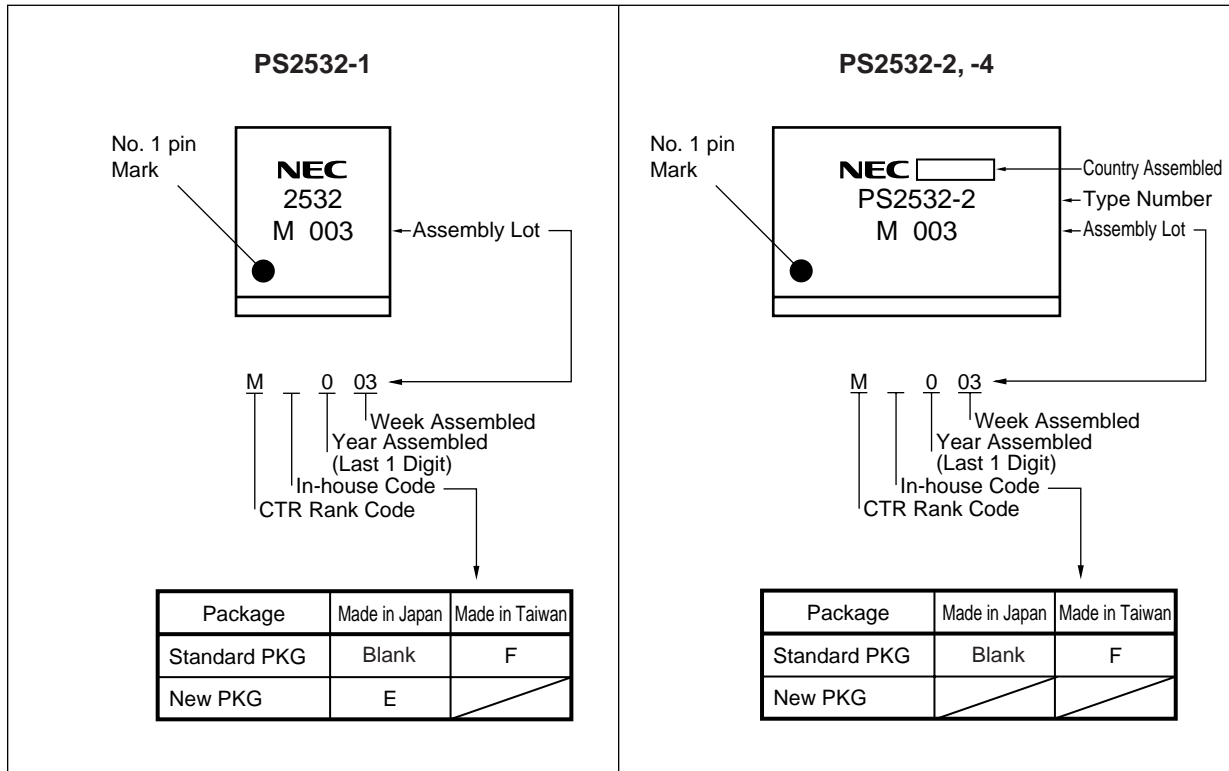 PS2532-1
No. 1 pin
Mark
NEC
2532
M 003
Assembly Lot
M 0 03
Week Assembled
Year Assembled
(Last 1 Digit)
In-house Code
CTR Rank Code
Package Made in Japan Made in Taiwan
Standard PKG Blank F
New PKG E
PS2532-2, -4
No. 1 pin
Mark
NEC
Country Assembled
PS2532-2
Type Number
M 003
Assembly Lot
M 0 03
Week Assembled
Year Assembled
(Last 1 Digit)
In-house Code
CTR Rank Code
Package Made in Japan Made in Taiwan
Standard PKG Blank F
New PKG